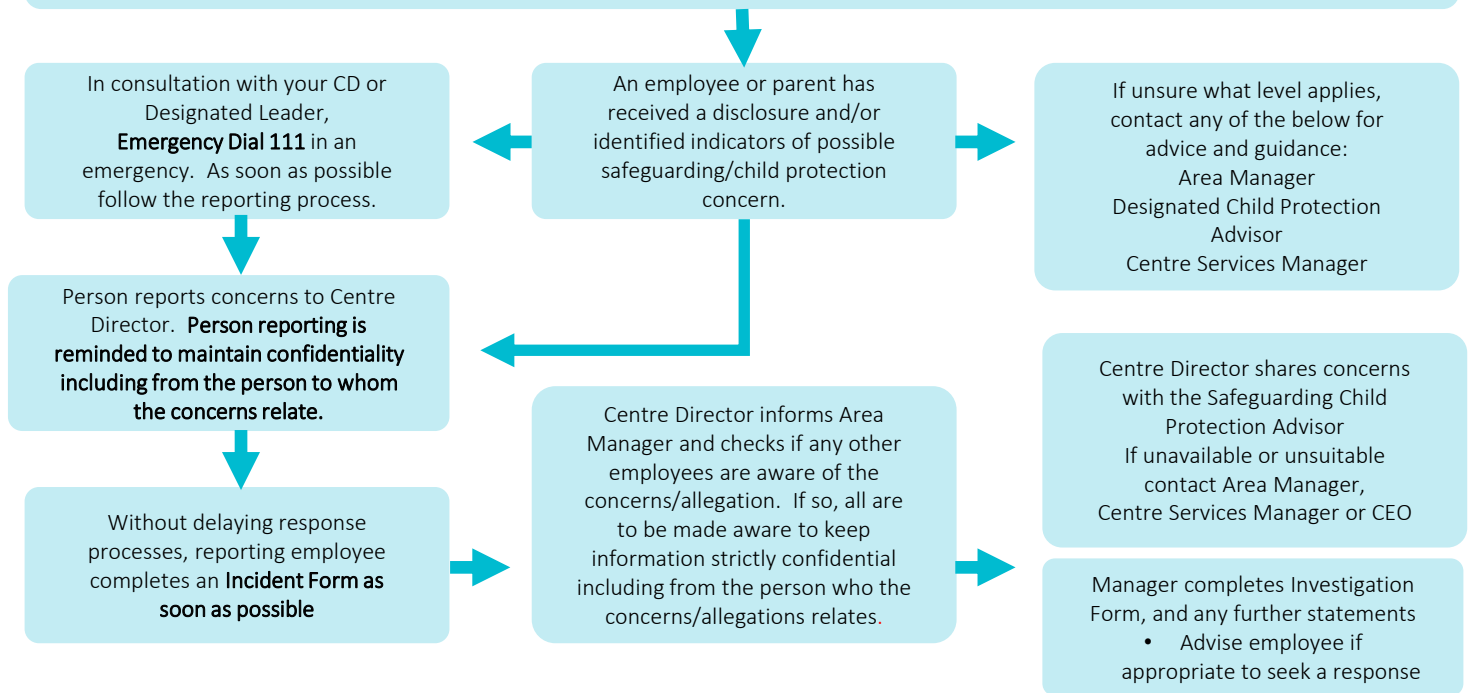 In consultation with your CD or
Designated Leader,
Emergency Dial 111 in an
emergency.  As soon as possible
follow the reporting process.
An employee or parent has
received a disclosure and/or
identified indicators of possible
safeguarding/child protection
concern.
If unsure what level applies,
contact any of the below for
advice and guidance:
Area Manager
Designated Child Protection
Advisor
Centre Services Manager
Person reports concerns to Centre
Director.  Person reporting is
reminded to maintain confidentiality
including from the person to whom
the concerns relate.
Without delaying response
processes, reporting employee
completes an Incident Form as
soon as possible
Centre Director informs Area
Manager and checks if any other
employees are aware of the
concerns/allegation.  If so, all are
to be made aware to keep
information strictly confidential
including from the person who the
concerns/allegations relates.
Centre Director shares concerns
with the Safeguarding Child
Protection Advisor
If unavailable or unsuitable
contact Area Manager,
Centre Services Manager or CEO
Manager completes Investigation
Form, and any further statements
• Advise employee if
appropriate to seek a response